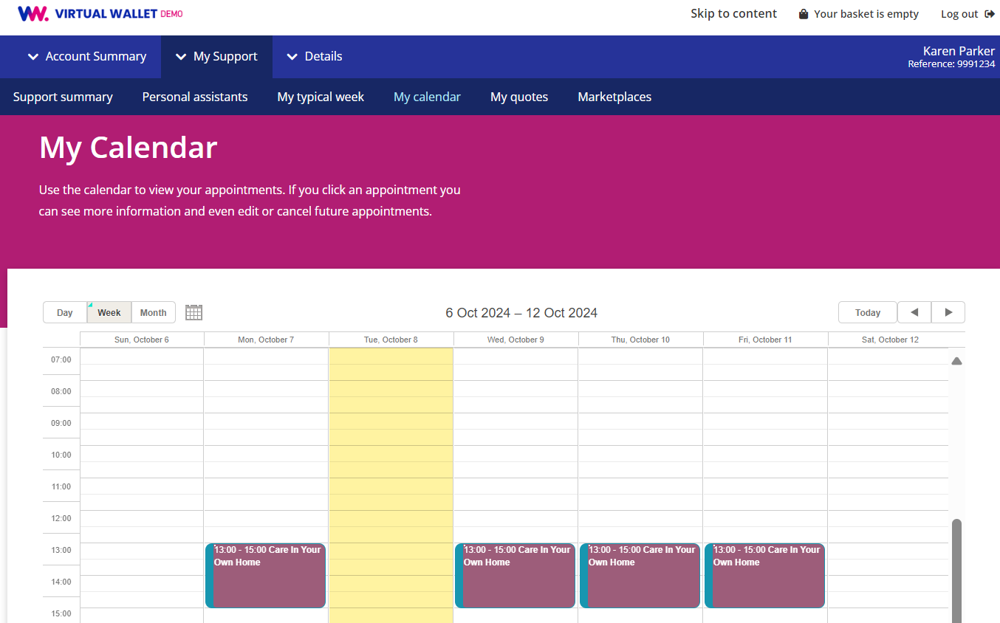 VW. VIRTUAL WALLET DEMO
Skip to content
Your basket is empty
Log out
Account Summary
My Support
Details
Karen Parker
Reference: 9991234
Support summary
Personal assistants
My typical week
My calendar
My quotes
Marketplaces
My Calendar
Use the calendar to view your appointments. If you click an appointment you
can see more information and even edit or cancel future appointments.
Day
Week
Month
6 Oct 2024 – 12 Oct 2024
Today
Sun, October 6
Mon, October 7
Tue, October 8
Wed, October 9
Thu, October 10
Fri, October 11
Sat, October 12
07:00
08:00
09:00
10:00
11:00
12:00
13:00
14:00
15:00
13:00 - 15:00 Care In Your
Own Home
13:00 - 15:00 Care In Your
Own Home
13:00 - 15:00 Care In Your
Own Home
13:00 - 15:00 Care In Your
Own Home